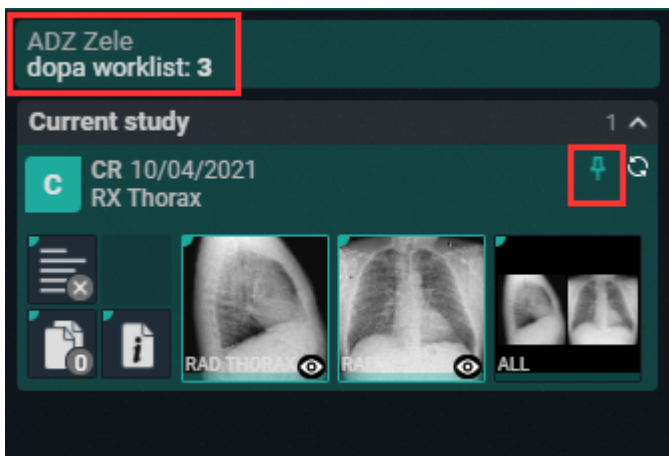 ADZ Zele
dopa worklist: 3
Current study
1
C
CR 10/04/2021
RX Thorax
0
i
RAD THORAX
ALL